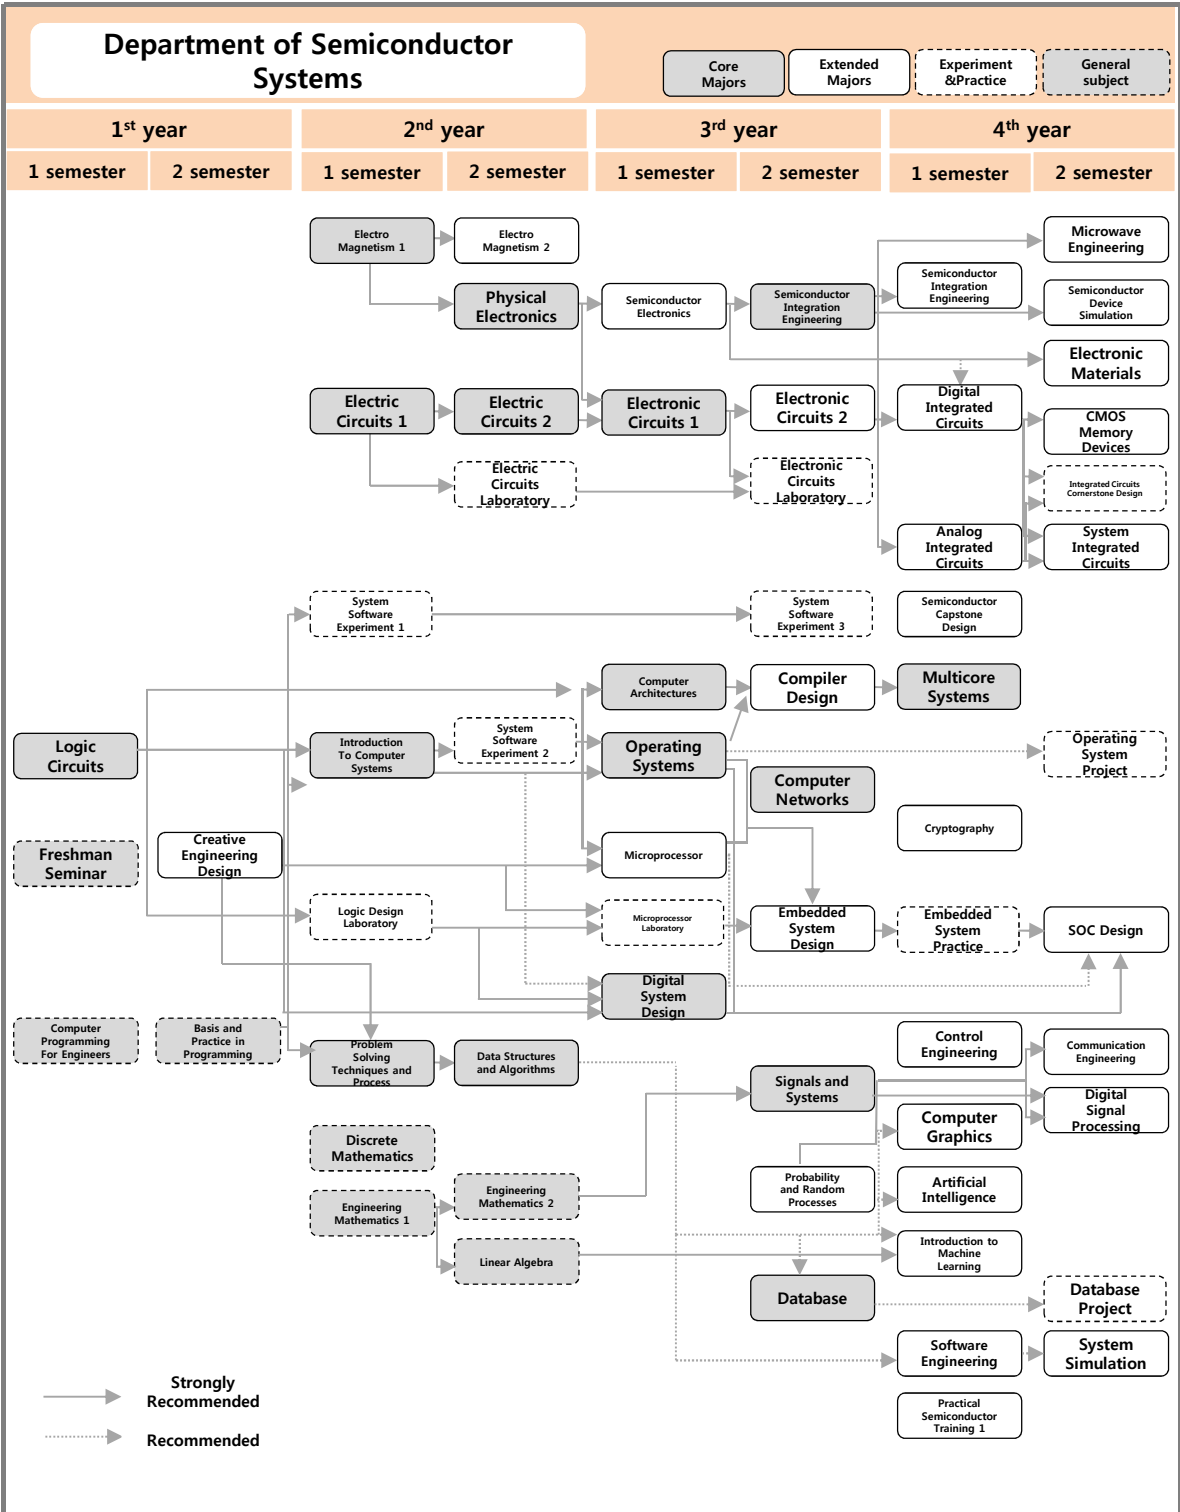 Department of Semiconductor
Systems
Core
Majors
Extended
Majors
Experiment
&Practice
General
subject
1st year
2nd year
3rd year
4th year
1 semester
2 semester
1 semester
2 semester
1 semester
2 semester
1 semester
2 semester
Electro
Magnetism 1
Electro
Magnetism 2
Microwave
Engineering
Physical
Electronics
Semiconductor
Electronics
Semiconductor
Integration
Engineering
Semiconductor
Integration
Engineering
Semiconductor
Device
Simulation
Electronic
Materials
Electric
Circuits 1
Electric
Circuits 2
Electronic
Circuits 1
Electronic
Circuits 2
Digital
Integrated
Circuits
CMOS
Memory
Devices
Electric
Circuits
Laboratory
Electronic
Circuits
Laboratory
Integrated Circuits
Cornerstone Design
Analog
Integrated
Circuits
System
Integrated
Circuits
System
Software
Experiment 1
System
Software
Experiment 3
Semiconductor
Capstone
Design
Computer
Architectures
Compiler
Design
Multicore
Systems
Logic
Circuits
Introduction
To Computer
Systems
System
Software
Experiment 2
Operating
Systems
Operating
System
Project
Computer
Networks
Freshman
Seminar
Creative
Engineering
Design
Microprocessor
Cryptography
Logic Design
Laboratory
Microprocessor
Laboratory
Embedded
System
Design
Embedded
System
Practice
SOC Design
Digital
System
Design
Computer
Programming
For Engineers
Basis and
Practice in
Programming
Problem
Solving
Techniques and
Process
Data Structures
and Algorithms
Control
Engineering
Communication
Engineering
Signals and
Systems
Digital
Signal
Processing
Computer
Graphics
Discrete
Mathematics
Probability
and Random
Processes
Artificial
Intelligence
Engineering
Mathematics 1
Engineering
Mathematics 2
Introduction to
Machine
Learning
Linear Algebra
Database
Database
Project
Software
Engineering
System
Simulation
Practical
Semiconductor
Training 1
Strongly
Recommended
Recommended